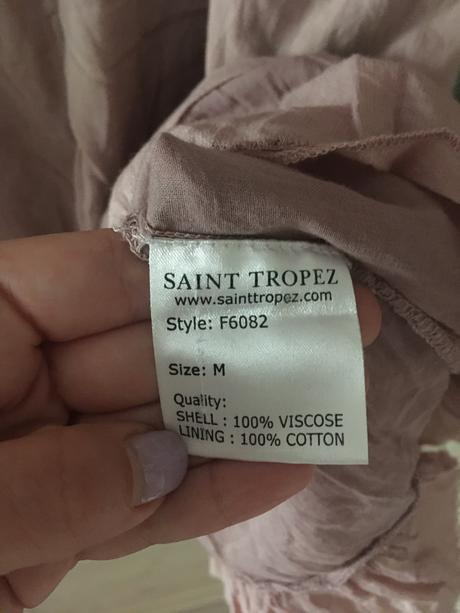 SAINT TROPEZ
www.sainttropez.com
Style: F6082
Size: M
Quality:
SHELL : 100% VISCOSE
LINING : 100% COTTON